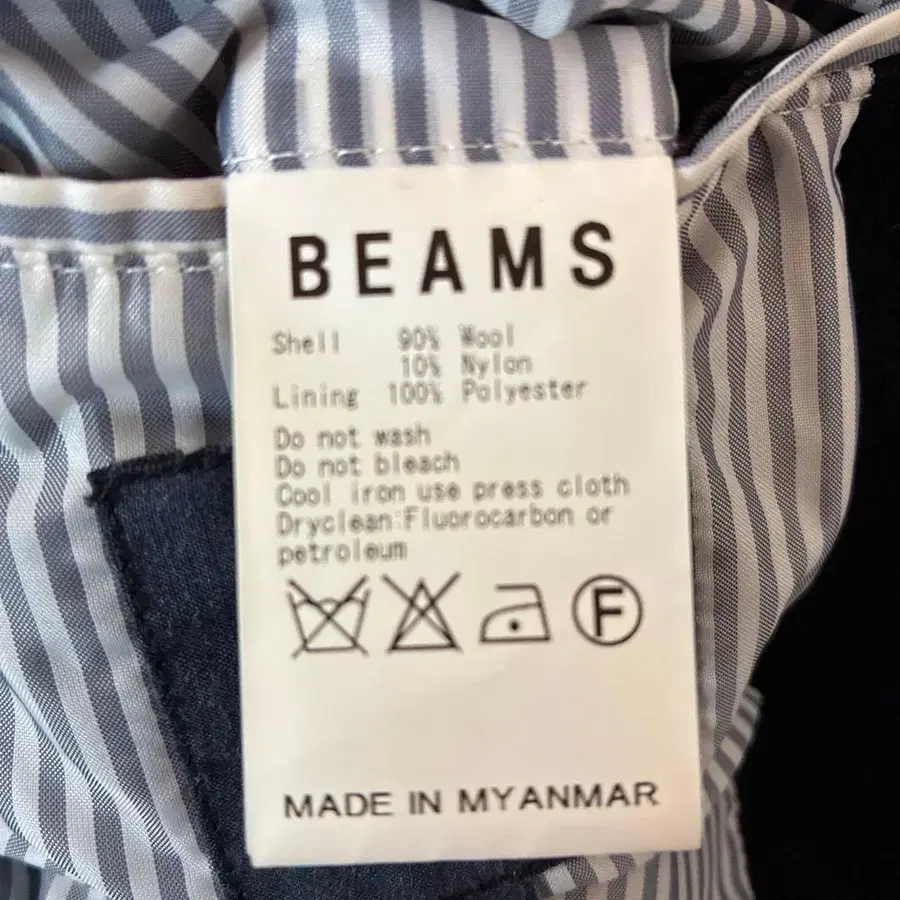 BEAMS
Shell 90% Wool
10% Nylon
Lining 100% Polyester
Do not wash
Do not bleach
Cool iron use press cloth
Dryclean:Fluorocarbon or
petroleum
F
MADE IN MYANMAR